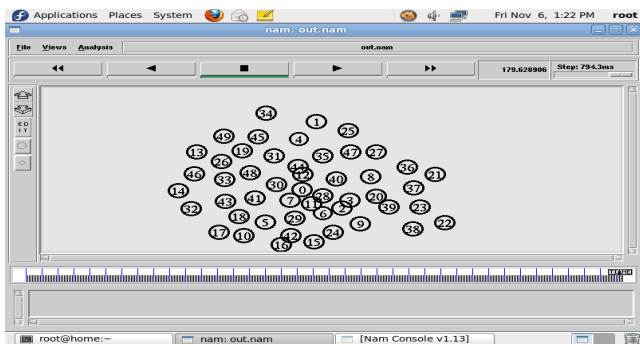 Applications Places System Fri Nov 6, 1:22 PM root
nam: out.nam
File Views Analysis out.nam
179.628906 Step: 794.3ms
34
1
25
49 45 4
13 19 31 35 47 27
26 44 36
46 33 48 12 40 8 21
14 30 0 37
43 41 7 28 3 20
32 11 2 39 23
18 5 29 6 9 22
17 10 42 24 38
16 15
ED
IT
root@home:~ nam: out.nam [Nam Console v1.13]